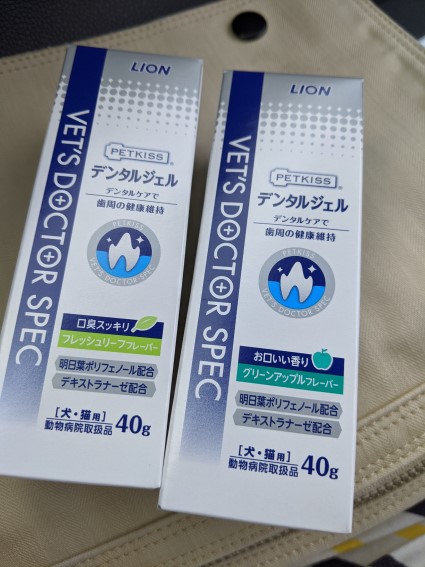 LION
VET'S DOCTOR SPEC
PETKISS
デンタルジェル
デンタルケアで
歯周の健康維持
PETKISS
VET'S DOCTOR SPEC
口臭スッキリ
フレッシュリーフフレーバー
明日葉ポリフェノール配合
デキストラナーゼ配合
[犬・猫用]
動物病院取扱品
40g
LION
VET'S DOCTOR SPEC
PETKISS
デンタルジェル
デンタルケアで
歯周の健康維持
PETKISS
VET'S DOCTOR SPEC
お口いい香り
グリーンアップルフレーバー
明日葉ポリフェノール配合
デキストラナーゼ配合
[犬・猫用]
動物病院取扱品
40g